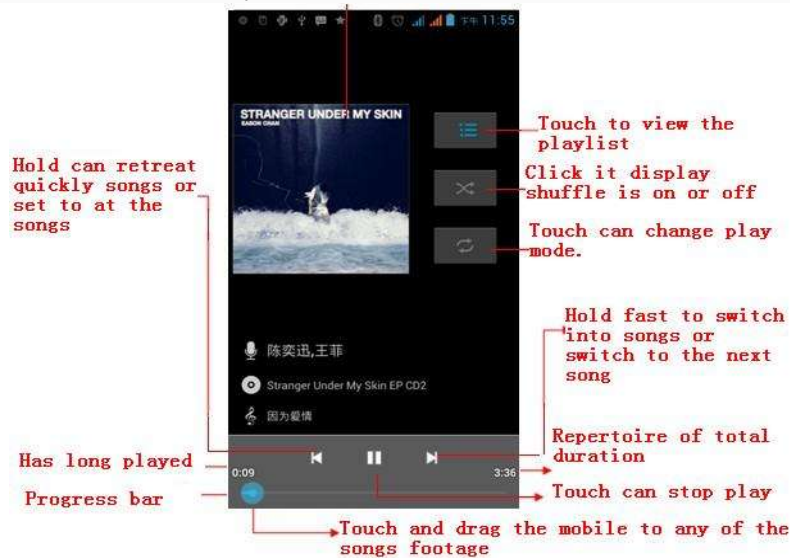 下午 11:55
STRANGER UNDER MY SKIN
EASON CHAN
Touch to view the
playlist
Hold can retreat
quickly songs or
set to at the
songs
Click it display
shuffle is on or off
Touch can change play
mode.
Hold fast to switch
into songs or
switch to the next
song
陈奕迅,王菲
Stranger Under My Skin EP CD2
因为爱情
Repertoire of total
duration
Has long played
0:09
3:36
Touch can stop play
Progress bar
Touch and drag the mobile to any of the
songs footage